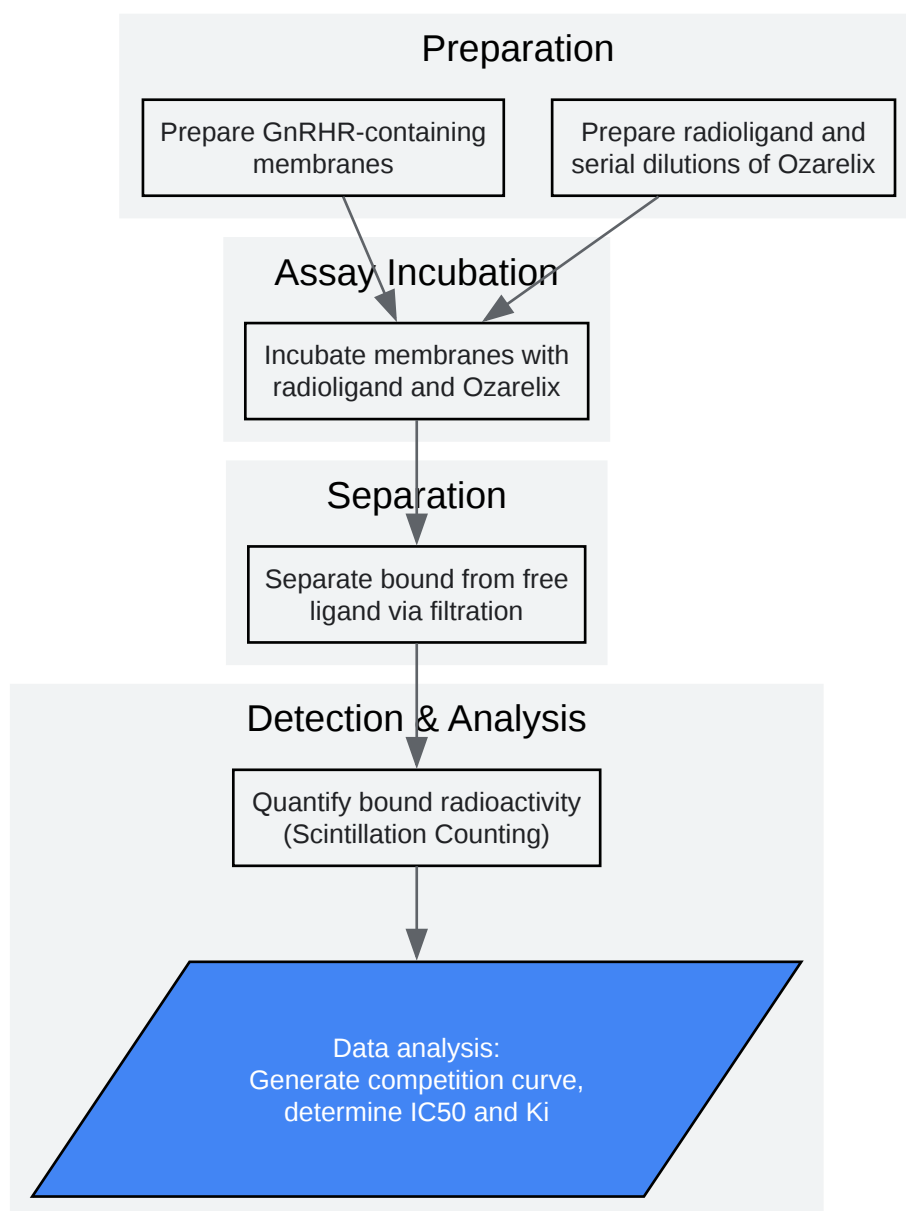 Preparation
Prepare GnRHR-containing
membranes
Prepare radioligand and
serial dilutions of Ozarelix
Assay Incubation
Incubate membranes with
radioligand and Ozarelix
Separation
Separate bound from free
ligand via filtration
Detection & Analysis
Quantify bound radioactivity
(Scintillation Counting)
Data analysis:
Generate competition curve,
determine IC50 and Ki